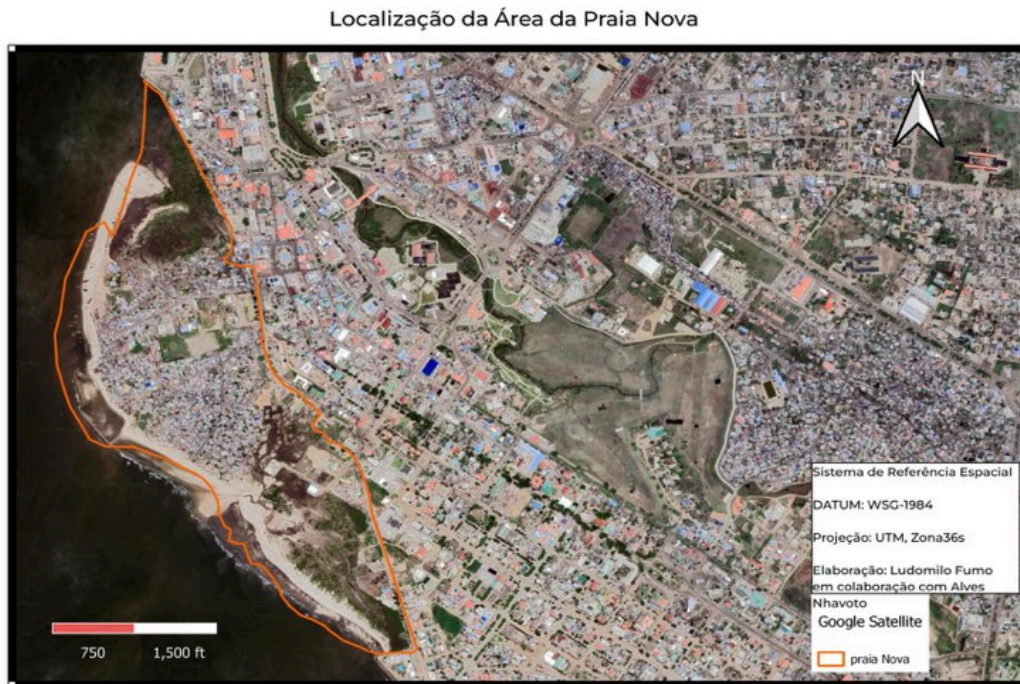 Localização da Área da Praia Nova
N
Sistema de Referência Espacial
DATUM: WSG-1984
Projeção: UTM, Zona36s
Elaboração: Ludomilo Fumo
em colaboração com Alves
Nhavoto
Google Satellite
praia Nova
750 1,500 ft